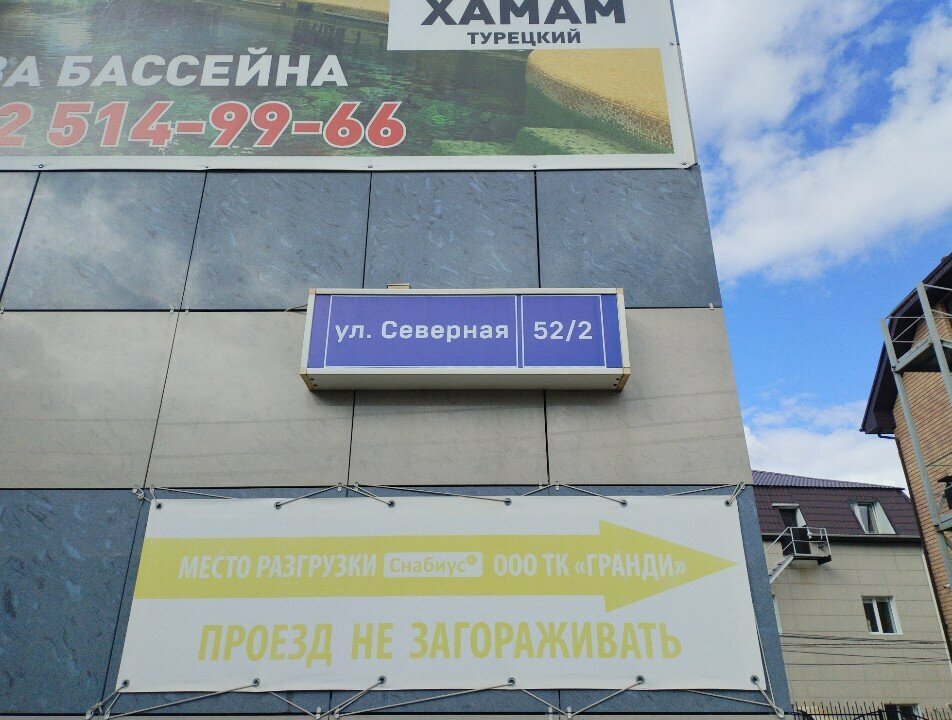 ХАМАМ
ТУРЕЦКИЙ
БАССЕЙНА
2 514-99-66
ул. Северная 52/2
МЕСТО РАЗГРУЗКИ Снабиус ООО ТК «ГРАНДИ»
ПРОЕЗД НЕ ЗАГОРАЖИВАТЬ